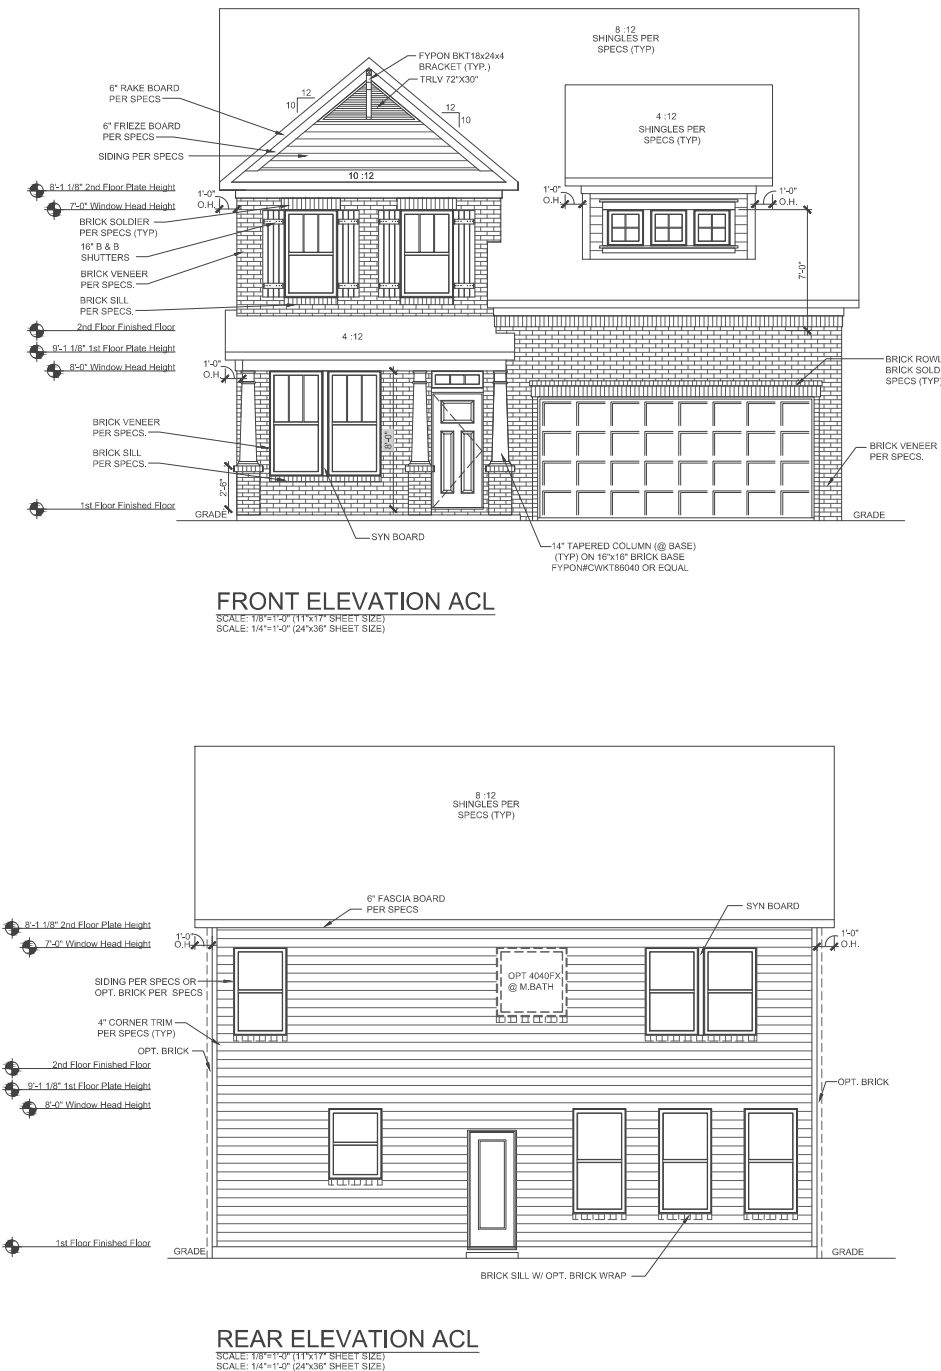 8 :12
SHINGLES PER
SPECS (TYP)
FYPON BKT18x24x4
BRACKET (TYP.)
TRLV 72"X30"
6" RAKE BOARD
PER SPECS
12
10
12
10
6" FRIEZE BOARD
PER SPECS
4 :12
SHINGLES PER
SPECS (TYP)
SIDING PER SPECS
10 :12
8'-1 1/8" 2nd Floor Plate Height
1'-0"
O.H.
1'-0"
O.H.
1'-0"
O.H.
7'-0" Window Head Height
BRICK SOLDIER
PER SPECS (TYP)
16" B & B
SHUTTERS
BRICK VENEER
PER SPECS.
7'-0"
BRICK SILL
PER SPECS.
2nd Floor Finished Floor
4 :12
9'-1 1/8" 1st Floor Plate Height
8'-0" Window Head Height
1'-0"
O.H.
BRICK ROWL
BRICK SOLD
SPECS (TYP)
BRICK VENEER
PER SPECS.
8'-0"
BRICK VENEER
PER SPECS.
BRICK SILL
PER SPECS.
2'-6"
1st Floor Finished Floor
GRADE
GRADE
SYN BOARD
14" TAPERED COLUMN (@ BASE)
(TYP) ON 16"x16" BRICK BASE
FYPON#CWKT86040 OR EQUAL
FRONT ELEVATION ACL
SCALE: 1/8"=1'-0" (11"x17" SHEET SIZE)
SCALE: 1/4"=1'-0" (24"x36" SHEET SIZE)
8 :12
SHINGLES PER
SPECS (TYP)
6" FASCIA BOARD
PER SPECS
SYN BOARD
8'-1 1/8" 2nd Floor Plate Height
1'-0"
O.H.
1'-0"
O.H.
7'-0" Window Head Height
SIDING PER SPECS OR
OPT. BRICK PER SPECS
OPT 4040FX
@ M.BATH
4" CORNER TRIM
PER SPECS (TYP)
OPT. BRICK
2nd Floor Finished Floor
9'-1 1/8" 1st Floor Plate Height
OPT. BRICK
8'-0" Window Head Height
1st Floor Finished Floor
GRADE
GRADE
BRICK SILL W/ OPT. BRICK WRAP
REAR ELEVATION ACL
SCALE: 1/8"=1'-0" (11"x17" SHEET SIZE)
SCALE: 1/4"=1'-0" (24"x36" SHEET SIZE)